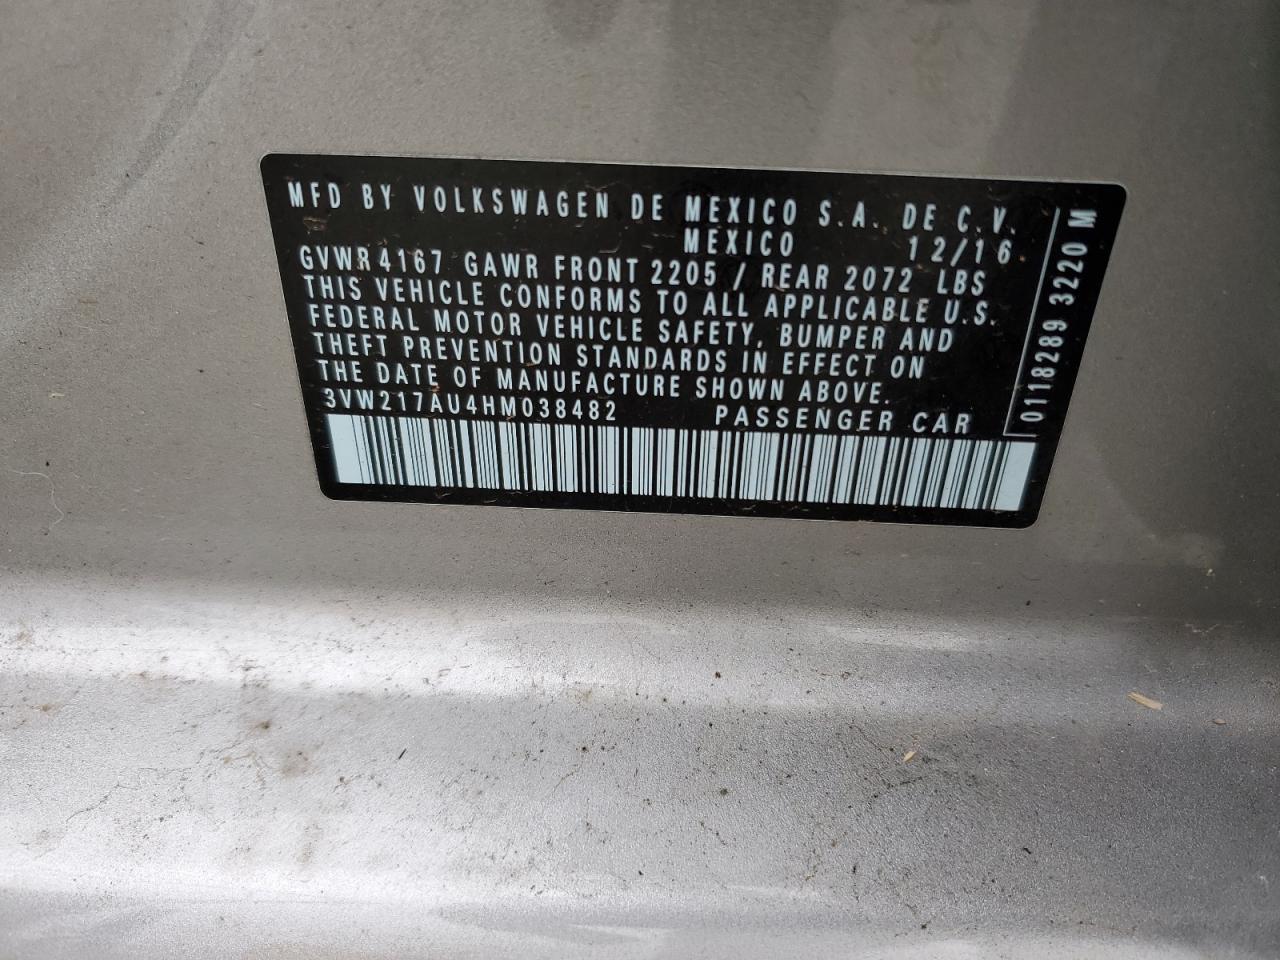 MFD BY VOLKSWAGEN DE MEXICO S.A. DE C.V.
MEXICO 12/16
GVWR 4167 GAWR FRONT 2205 / REAR 2072 LBS
THIS VEHICLE CONFORMS TO ALL APPLICABLE U.S.
FEDERAL MOTOR VEHICLE SAFETY, BUMPER AND
THEFT PREVENTION STANDARDS IN EFFECT ON
THE DATE OF MANUFACTURE SHOWN ABOVE.
3VW217AU4HM038482 PASSENGER CAR
0118289 3220 M